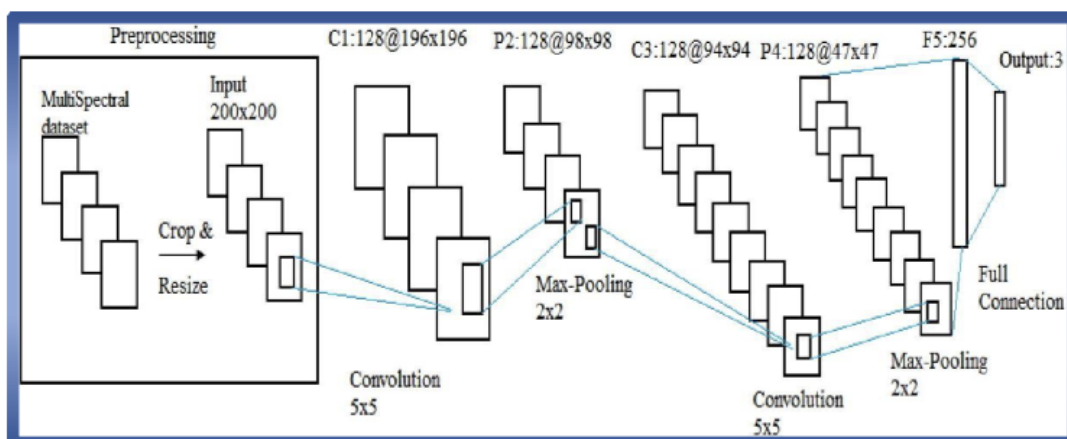 Preprocessing
MultiSpectral
dataset
Input
200x200
Crop &
Resize
C1:128@196x196
Convolution
5x5
P2:128@98x98
Max-Pooling
2x2
C3:128@94x94
Convolution
5x5
P4:128@47x47
Max-Pooling
2x2
F5:256
Full
Connection
Output:3